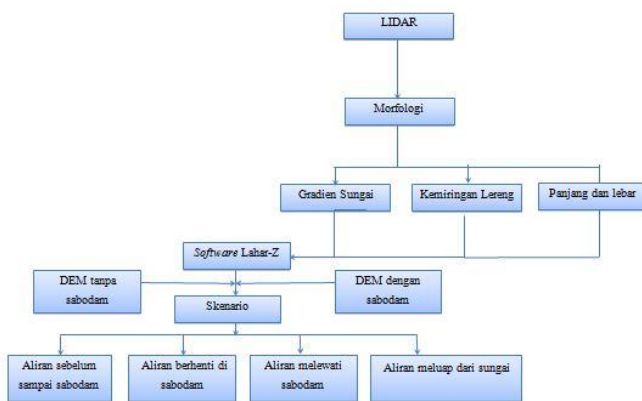 LIDAR
Morfologi
Gradien Sungai
Kemiringan Lereng
Panjang dan lebar
Software Lahar-Z
DEM tanpa
sabodam
DEM dengan
sabodam
Skenario
Aliran sebelum
sampai sabodam
Aliran berhenti di
sabodam
Aliran melewati
sabodam
Aliran meluap dari sungai